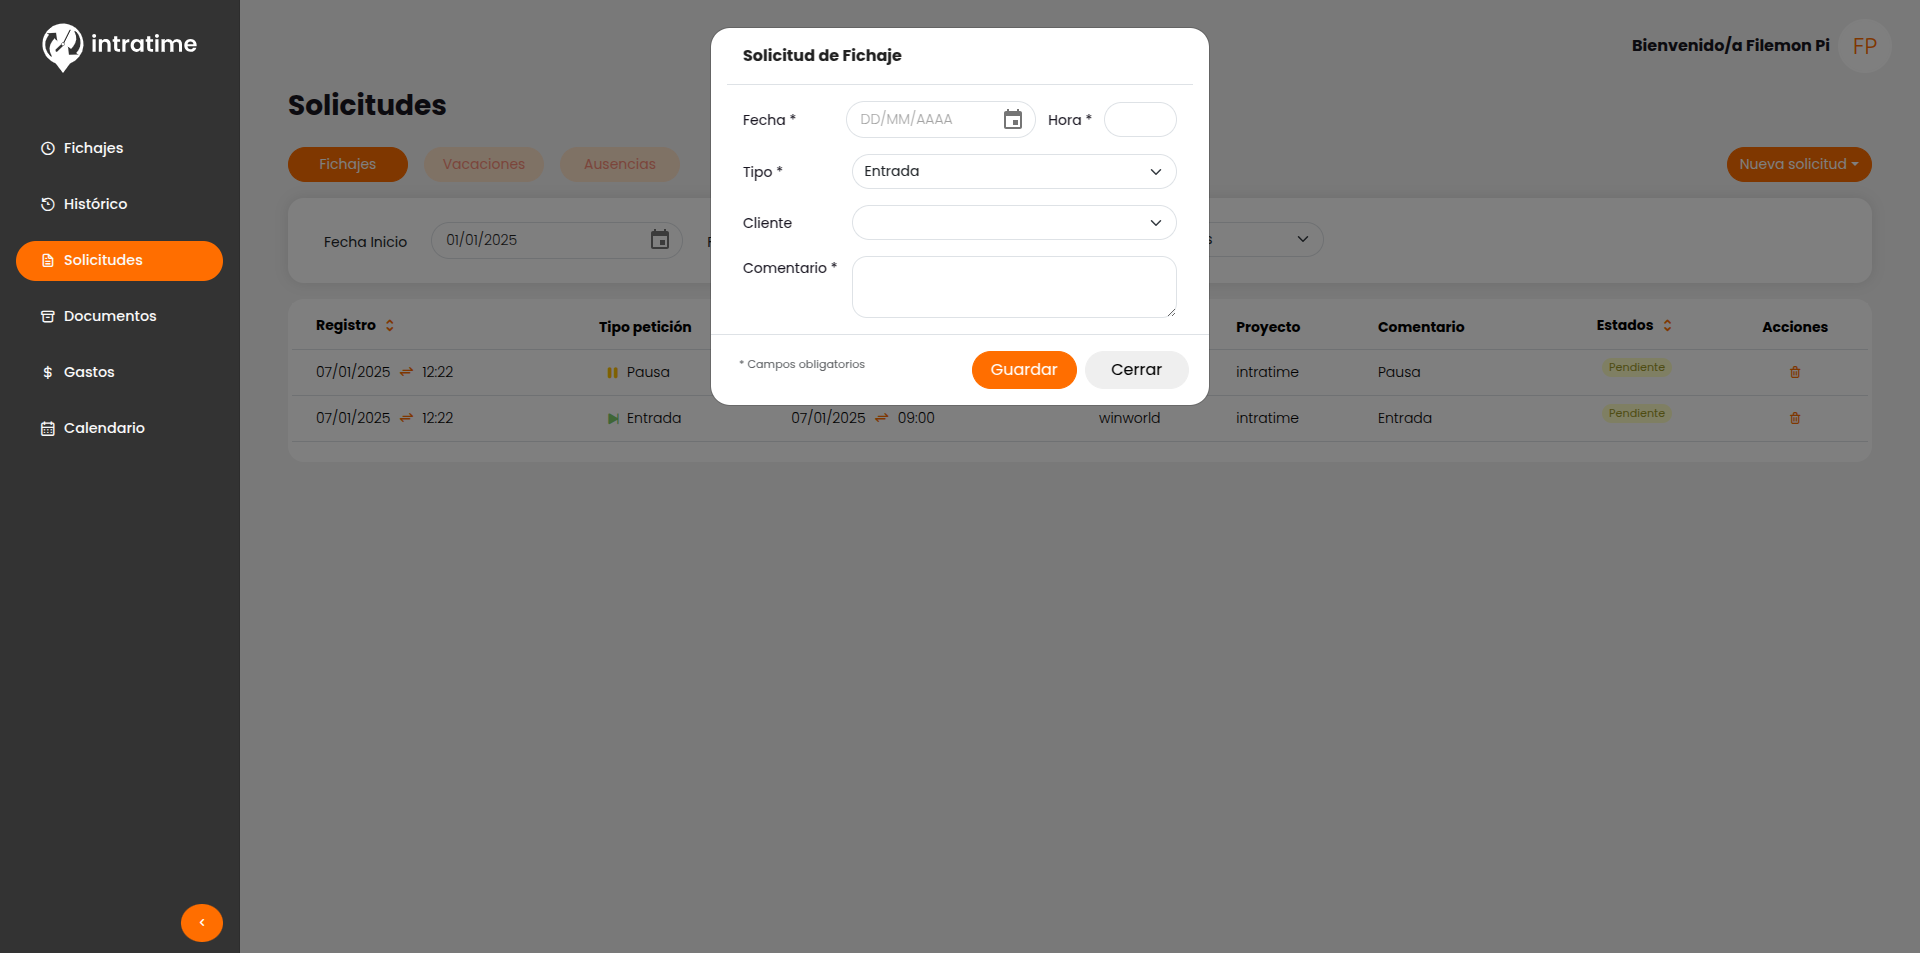 intratime
Fichajes
Histórico
Solicitudes
Documentos
Gastos
Calendario
Bienvenido/a Filemon Pi
FP
Solicitudes
Fichajes
Vacaciones
Ausencias
Nueva solicitud
Fecha Inicio
01/01/2025
Solicitud de Fichaje
Fecha *
DD/MM/AAAA
Hora *
Tipo *
Entrada
Cliente
Comentario *
* Campos obligatorios
Guardar
Cerrar
Registro
Tipo petición
Proyecto
Comentario
Estados
Acciones
07/01/2025 12:22 Pausa intratime Pausa Pendiente
07/01/2025 12:22 Entrada 07/01/2025 09:00 winworld intratime Entrada Pendiente